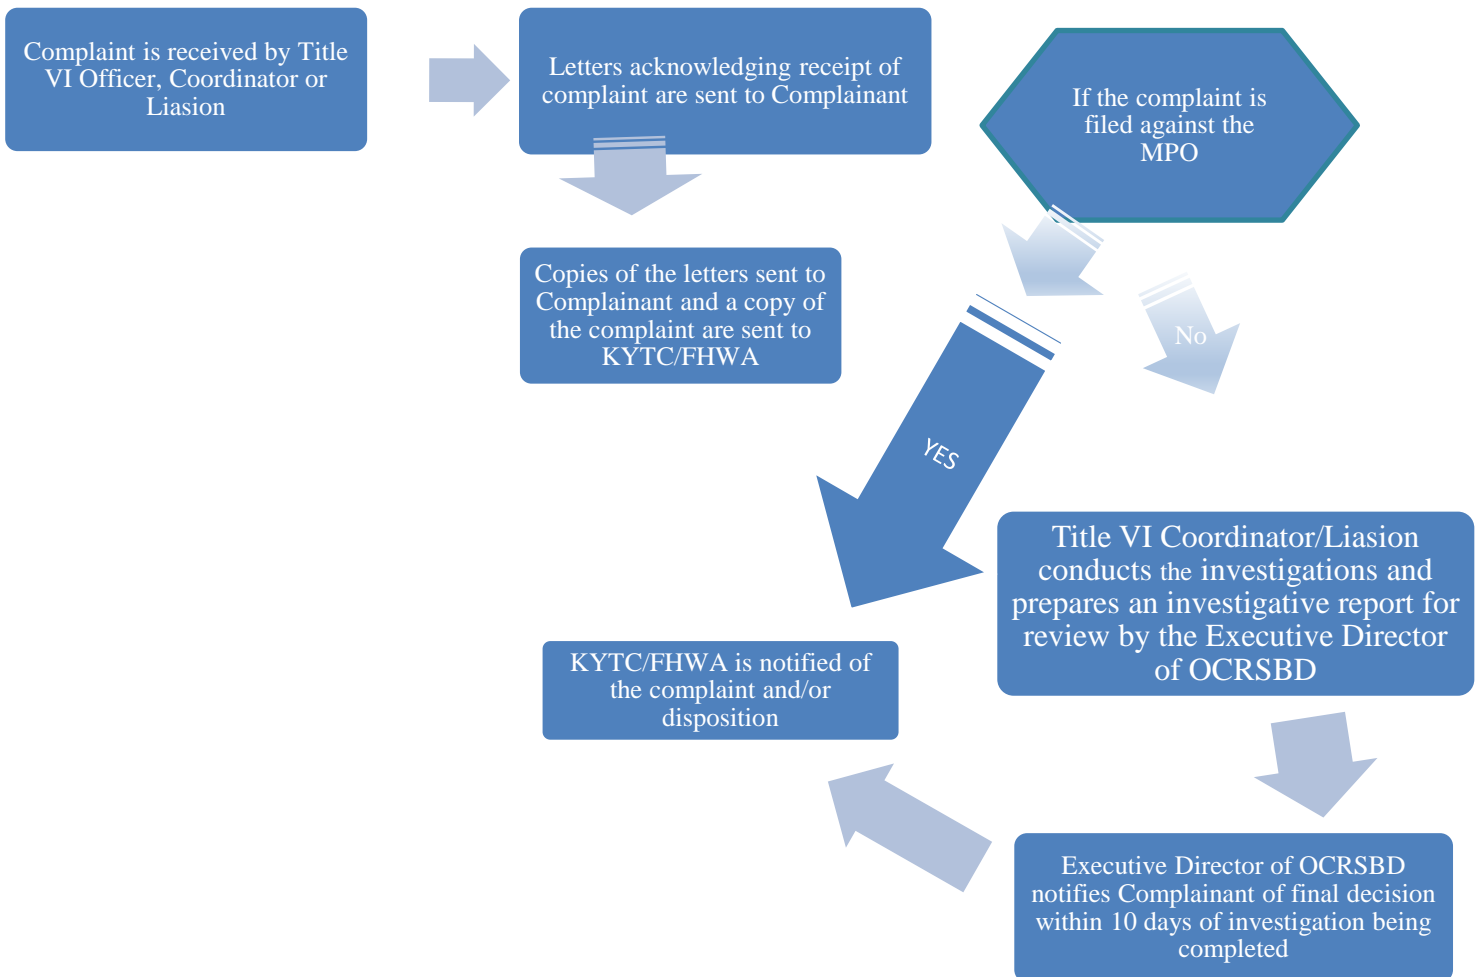 Complaint is received by Title
VI Officer, Coordinator or
Liasion
Letters acknowledging receipt of
complaint are sent to Complainant
If the complaint is
filed against the
MPO
Copies of the letters sent to
Complainant and a copy of
the complaint are sent to
KYTC/FHWA
No
YES
Title VI Coordinator/Liasion
conducts the investigations and
prepares an investigative report for
review by the Executive Director
of OCRSBD
KYTC/FHWA is notified of
the complaint and/or
disposition
Executive Director of OCRSBD
notifies Complainant of final decision
within 10 days of investigation being
completed